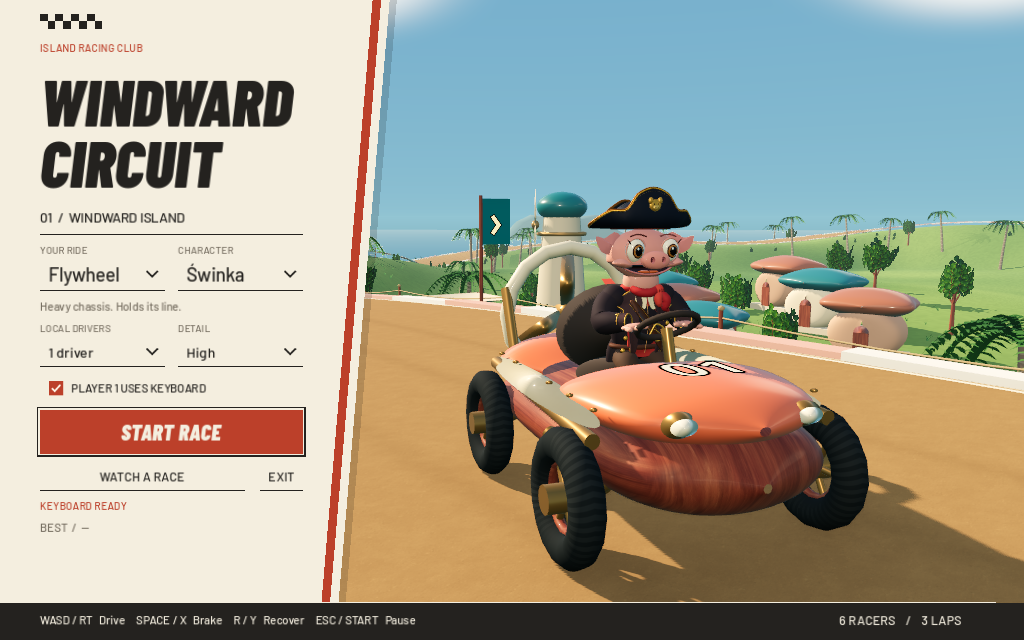 ISLAND RACING CLUB
WINDWARD
CIRCUIT
01 / WINDWARD ISLAND
YOUR RIDE CHARACTER
Flywheel Świnka
Heavy chassis. Holds its line.
LOCAL DRIVERS DETAIL
1 driver High
PLAYER 1 USES KEYBOARD
START RACE
WATCH A RACE EXIT
KEYBOARD READY
BEST / —
01
WASD / RT Drive SPACE / X Brake R / Y Recover ESC / START Pause 6 RACERS / 3 LAPS